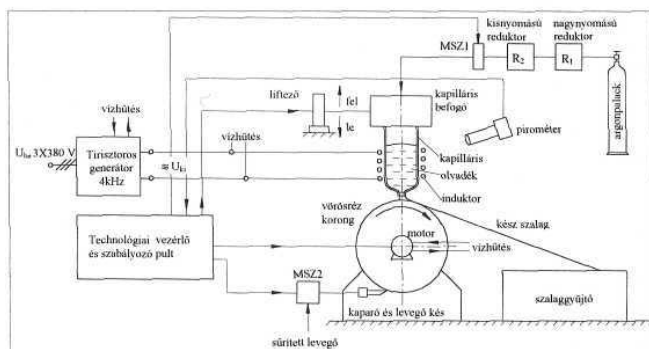 kisnyomású
reduktor
nagynyomású
reduktor
MSZ1
R2
R1
argonpalack
liftező
fel
le
kapilláris
befogó
pirométer
vízhűtés
vízhűtés
Ube 3X380 V
Tirisztoros
generátor
4kHz
≋ Uki
kapilláris
olvadék
induktor
vörösréz
korong
motor
kész szalag
vízhűtés
Technológiai vezérlő
és szabályozó pult
MSZ2
kaparó és levegő kés
szalaggyűjtő
sűrített levegő